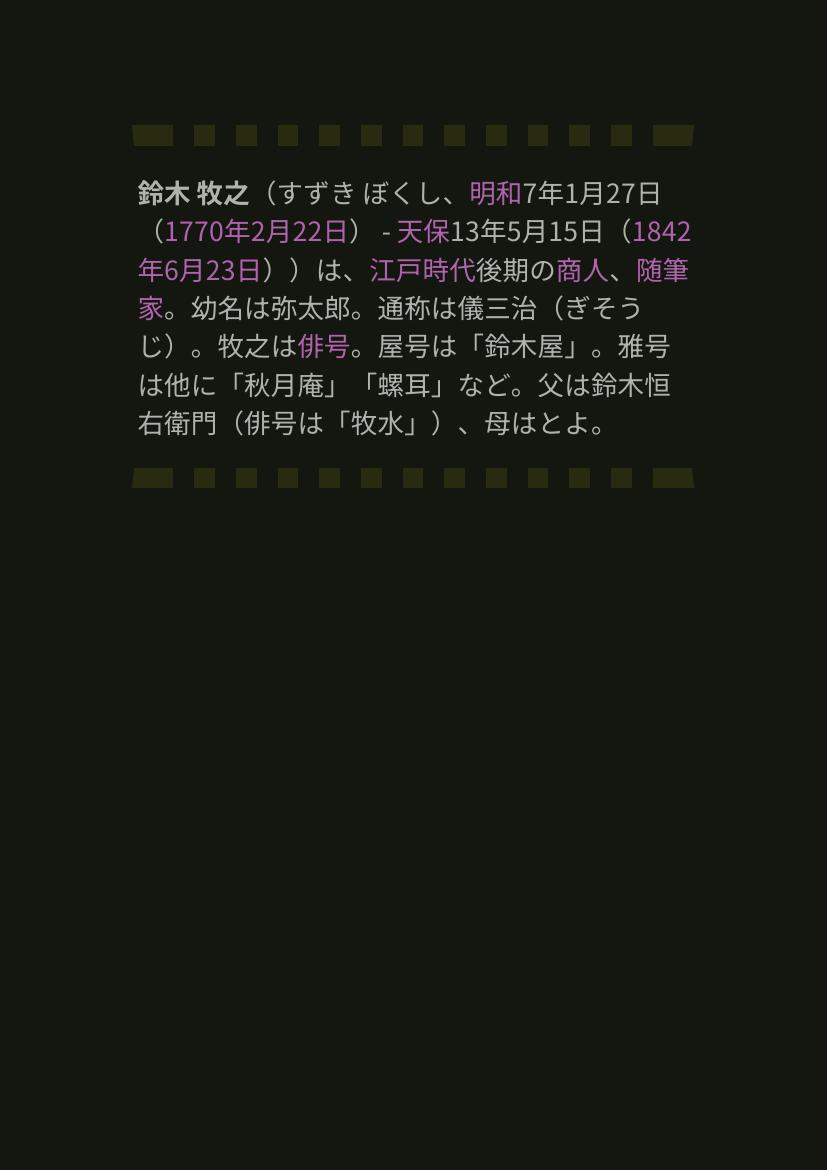 鈴木 牧之（すずき ぼくし、明和7年1月27日
（1770年2月22日） - 天保13年5月15日（1842
年6月23日））は、江戸時代後期の商人、随筆
家。幼名は弥太郎。通称は儀三治（ぎそう
じ）。牧之は俳号。屋号は「鈴木屋」。雅号
は他に「秋月庵」「螺耳」など。父は鈴木恒
右衛門（俳号は「牧水」）、母はとよ。